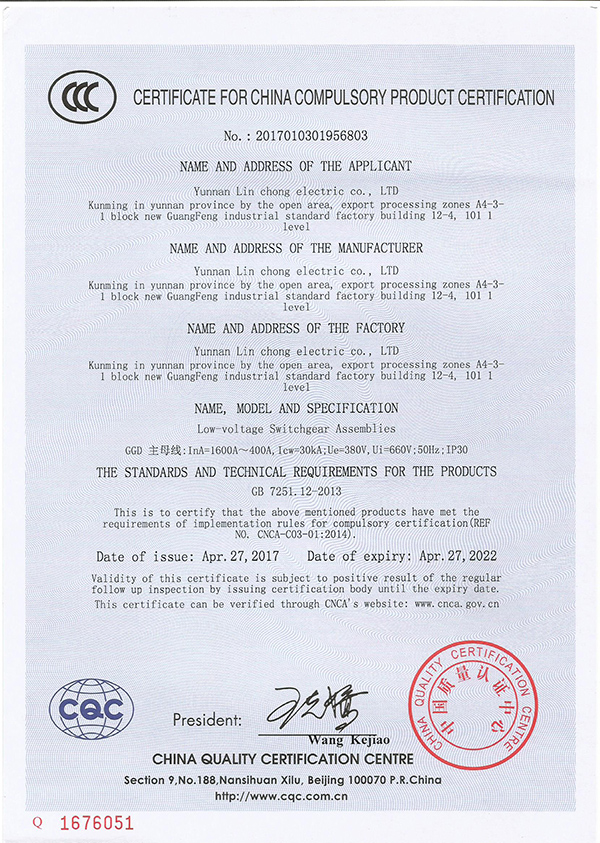 CCC
CERTIFICATE FOR CHINA COMPULSORY PRODUCT CERTIFICATION
No.: 2017010301956803
NAME AND ADDRESS OF THE APPLICANT
Yunnan Lin chong electric co., LTD
Kunming in yunnan province by the open area, export processing zones A4-3-
1 block new GuangFeng industrial standard factory building 12-4, 101 1
level
NAME AND ADDRESS OF THE MANUFACTURER
Yunnan Lin chong electric co., LTD
Kunming in yunnan province by the open area, export processing zones A4-3-
1 block new GuangFeng industrial standard factory building 12-4, 101 1
level
NAME AND ADDRESS OF THE FACTORY
Yunnan Lin chong electric co., LTD
Kunming in yunnan province by the open area, export processing zones A4-3-
1 block new GuangFeng industrial standard factory building 12-4, 101 1
level
NAME, MODEL AND SPECIFICATION
Low-voltage Switchgear Assemblies
GGD 主母线:InA=1600A～400A,Icw=30kA;Ue=380V,Ui=660V;50Hz;IP30
THE STANDARDS AND TECHNICAL REQUIREMENTS FOR THE PRODUCTS
GB 7251.12-2013
This is to certify that the above mentioned products have met the
requirements of implementation rules for compulsory certification(REF
NO. CNCA-C03-01:2014).
Date of issue: Apr.27,2017 Date of expiry: Apr.27,2022
Validity of this certificate is subject to positive result of the regular
follow up inspection by issuing certification body until the expiry date.
This certificate can be verified through CNCA's website: www.cnca.gov.cn
CQC
President:
Wang Kejiao
CHINA QUALITY CERTIFICATION CENTRE
中国质量认证中心
CHINA QUALITY CERTIFICATION CENTRE
Section 9,No.188,Nansihuan Xilu, Beijing 100070 P.R.China
http://www.cqc.com.cn
Q 1676051